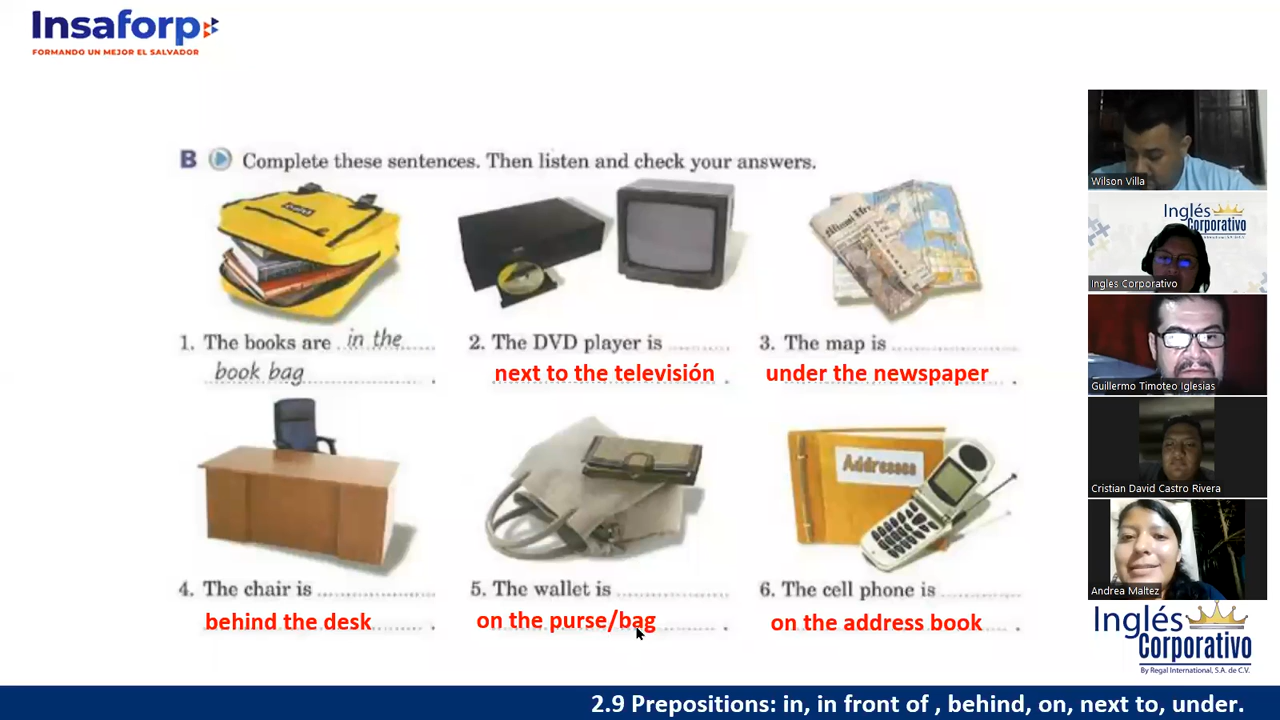 Insaforp
FORMANDO UN MEJOR EL SALVADOR
B Complete these sentences. Then listen and check your answers.
1. The books are in the
book bag.
2. The DVD player is
next to the televisión.
3. The map is
under the newspaper.
Addresses
4. The chair is
behind the desk.
5. The wallet is
on the purse/bag.
6. The cell phone is
on the address book.
Wilson Villa
Inglés
Corporativo
Ingles Corporativo
Guillermo Timoteo Iglesias
Cristian David Castro Rivera
Andrea Maltez
Inglés
Corporativo
By Regal International, S.A. de C.V.
2.9 Prepositions: in, in front of , behind, on, next to, under.